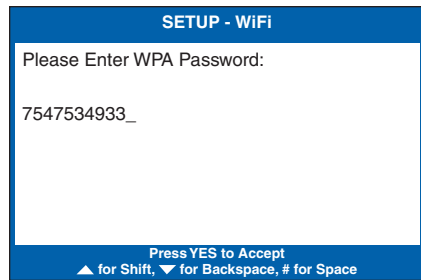 SETUP - WiFi
Please Enter WPA Password:
7547534933_
Press YES to Accept
▲ for Shift, ▼ for Backspace, # for Space